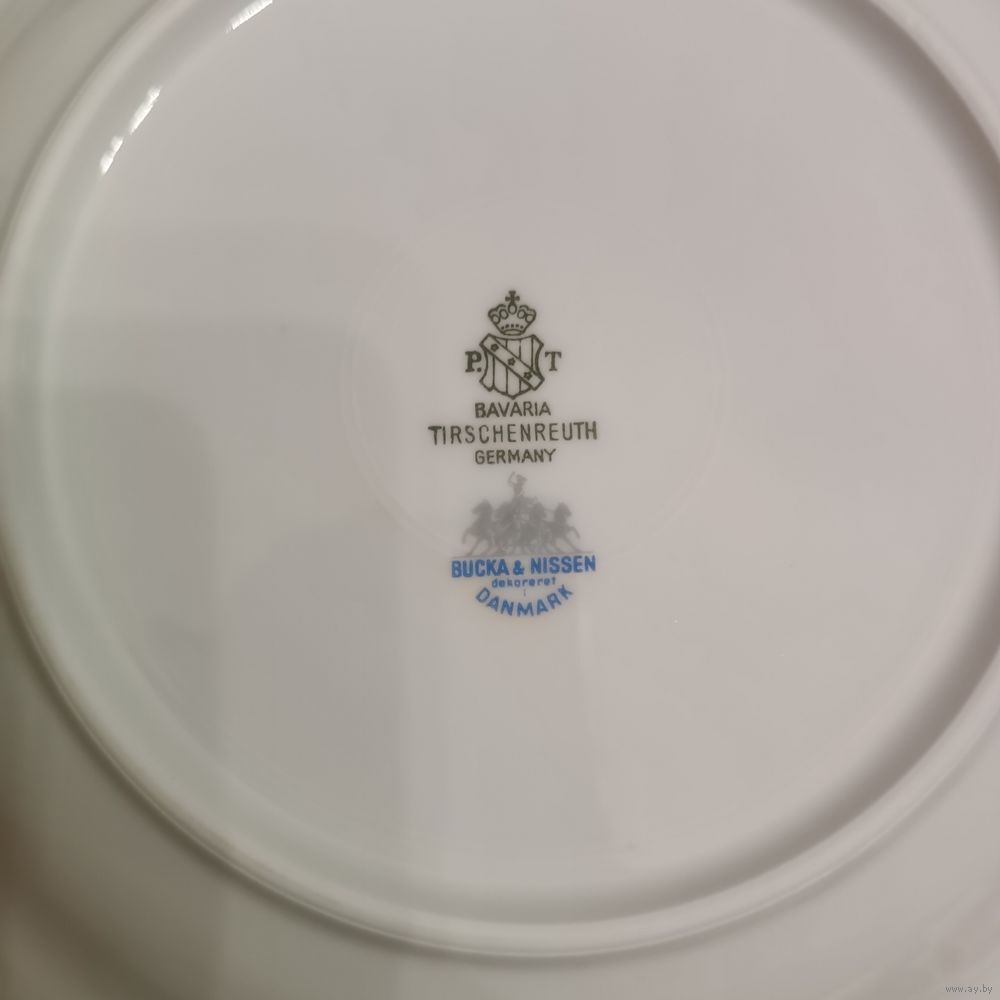 P. T
BAVARIA
TIRSCHENREUTH
GERMANY
BUCKA & NISSEN
dekoreret
i
DANMARK
www.ay.by